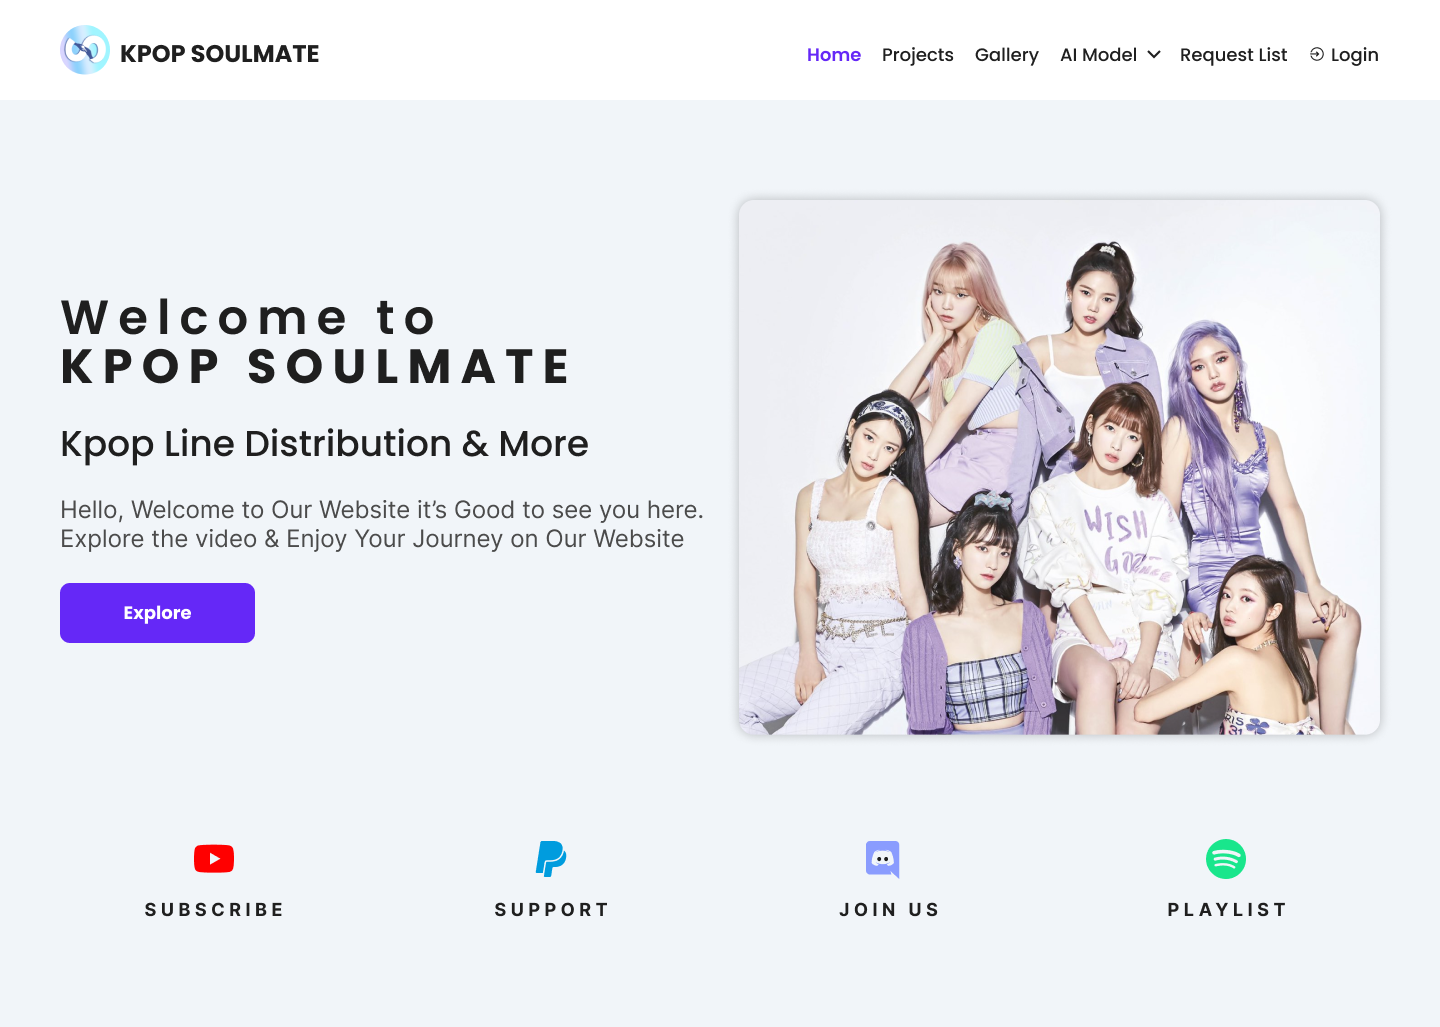 KPOP SOULMATE
Home Projects Gallery AI Model Request List Login
Welcome to
KPOP SOULMATE
Kpop Line Distribution & More
Hello, Welcome to Our Website it’s Good to see you here.
Explore the video & Enjoy Your Journey on Our Website
Explore
WISH
SUBSCRIBE
SUPPORT
JOIN US
PLAYLIST